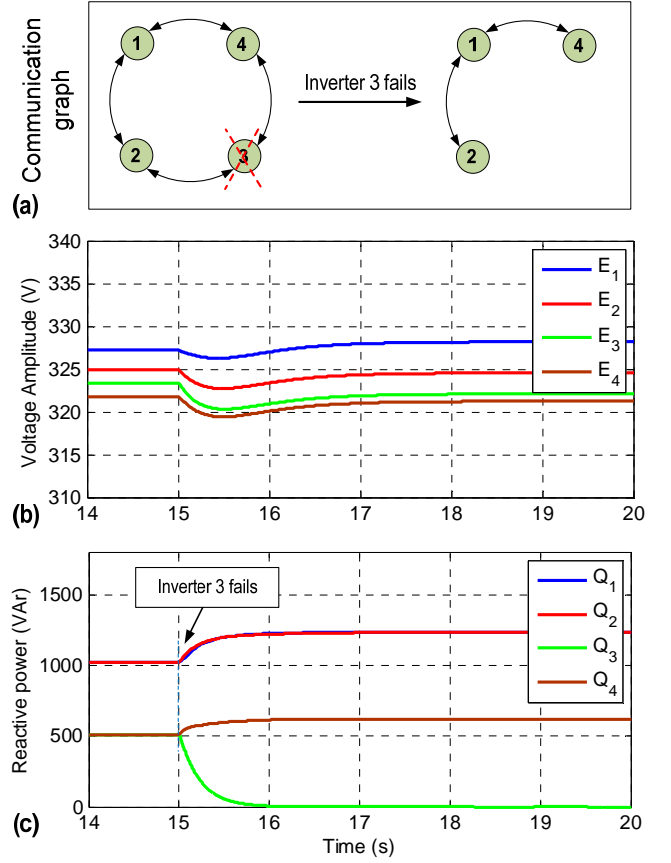 Communication
graph
1
4
2
3
Inverter 3 fails
1
4
2
(a)
Voltage Amplitude (V)
340
335
330
325
320
315
310
E1
E2
E3
E4
14 15 16 17 18 19 20
(b)
Reactive power (VAr)
1500
1000
500
0
Inverter 3 fails
Q1
Q2
Q3
Q4
14 15 16 17 18 19 20
Time (s)
(c)